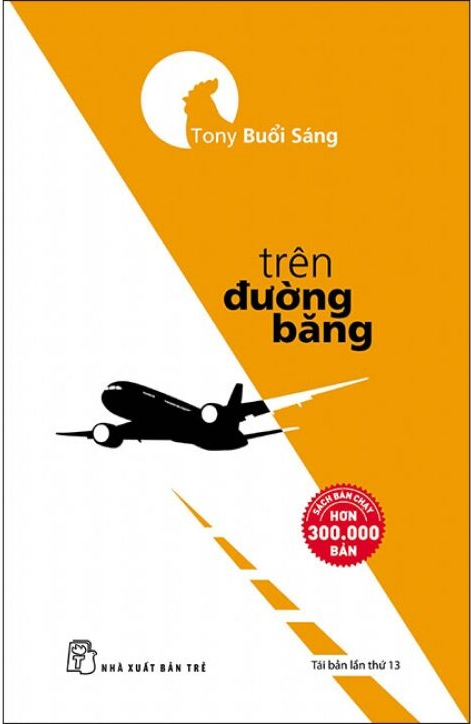 Tony Buổi Sáng
trên
đường
băng
SÁCH BÁN CHẠY
HƠN
300.000
BẢN
NHÀ XUẤT BẢN TRẺ
Tái bản lần thứ 13